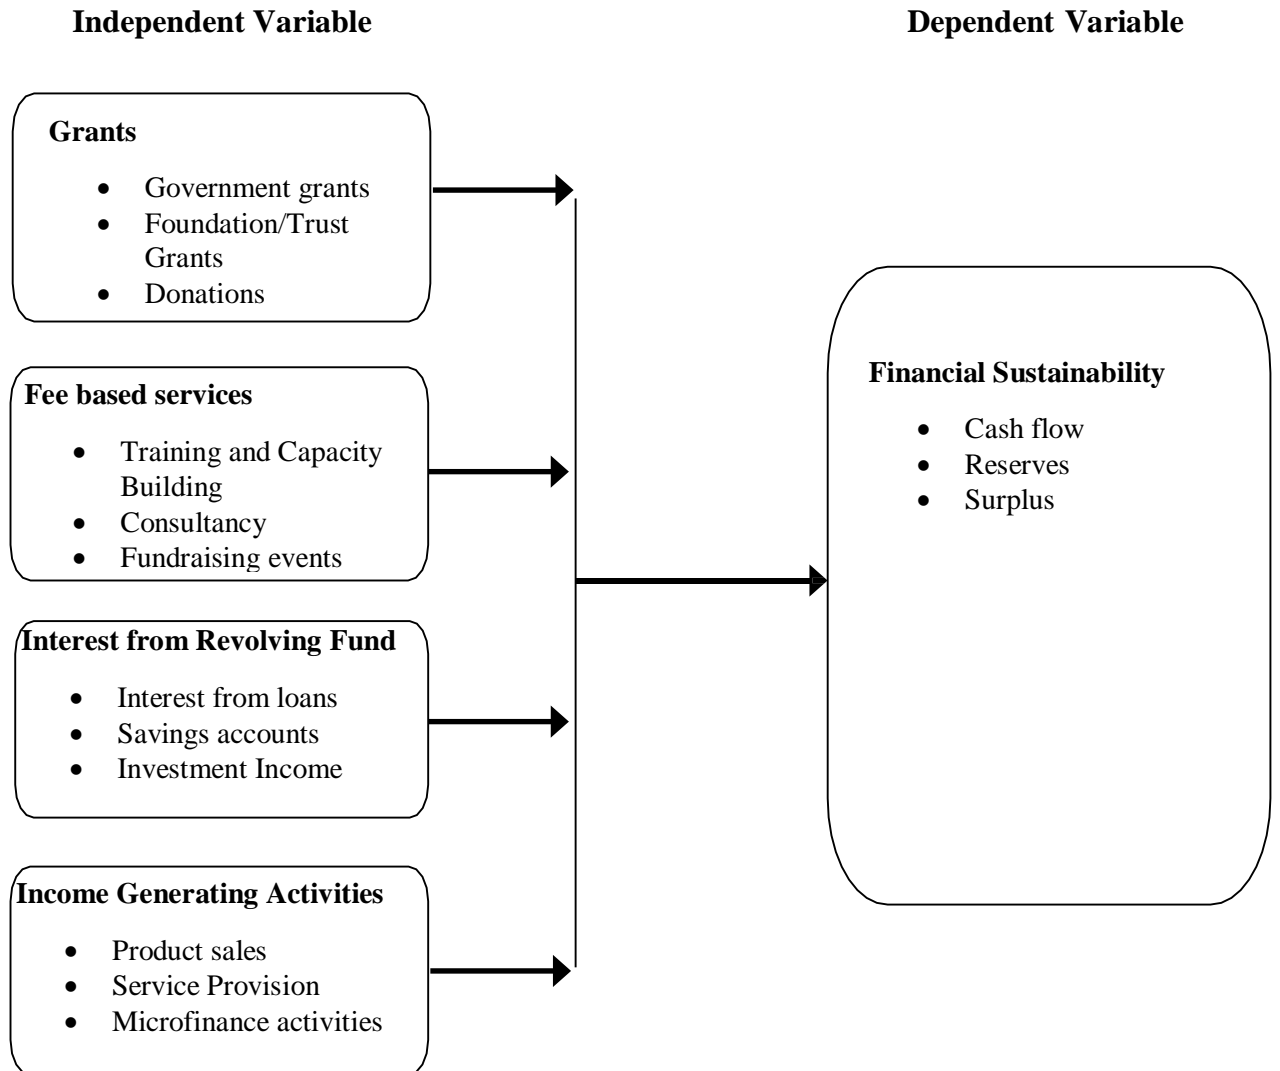 Independent Variable
Dependent Variable
Grants
• Government grants
• Foundation/Trust
Grants
• Donations
Fee based services
• Training and Capacity
Building
• Consultancy
• Fundraising events
Interest from Revolving Fund
• Interest from loans
• Savings accounts
• Investment Income
Income Generating Activities
• Product sales
• Service Provision
• Microfinance activities
Financial Sustainability
• Cash flow
• Reserves
• Surplus